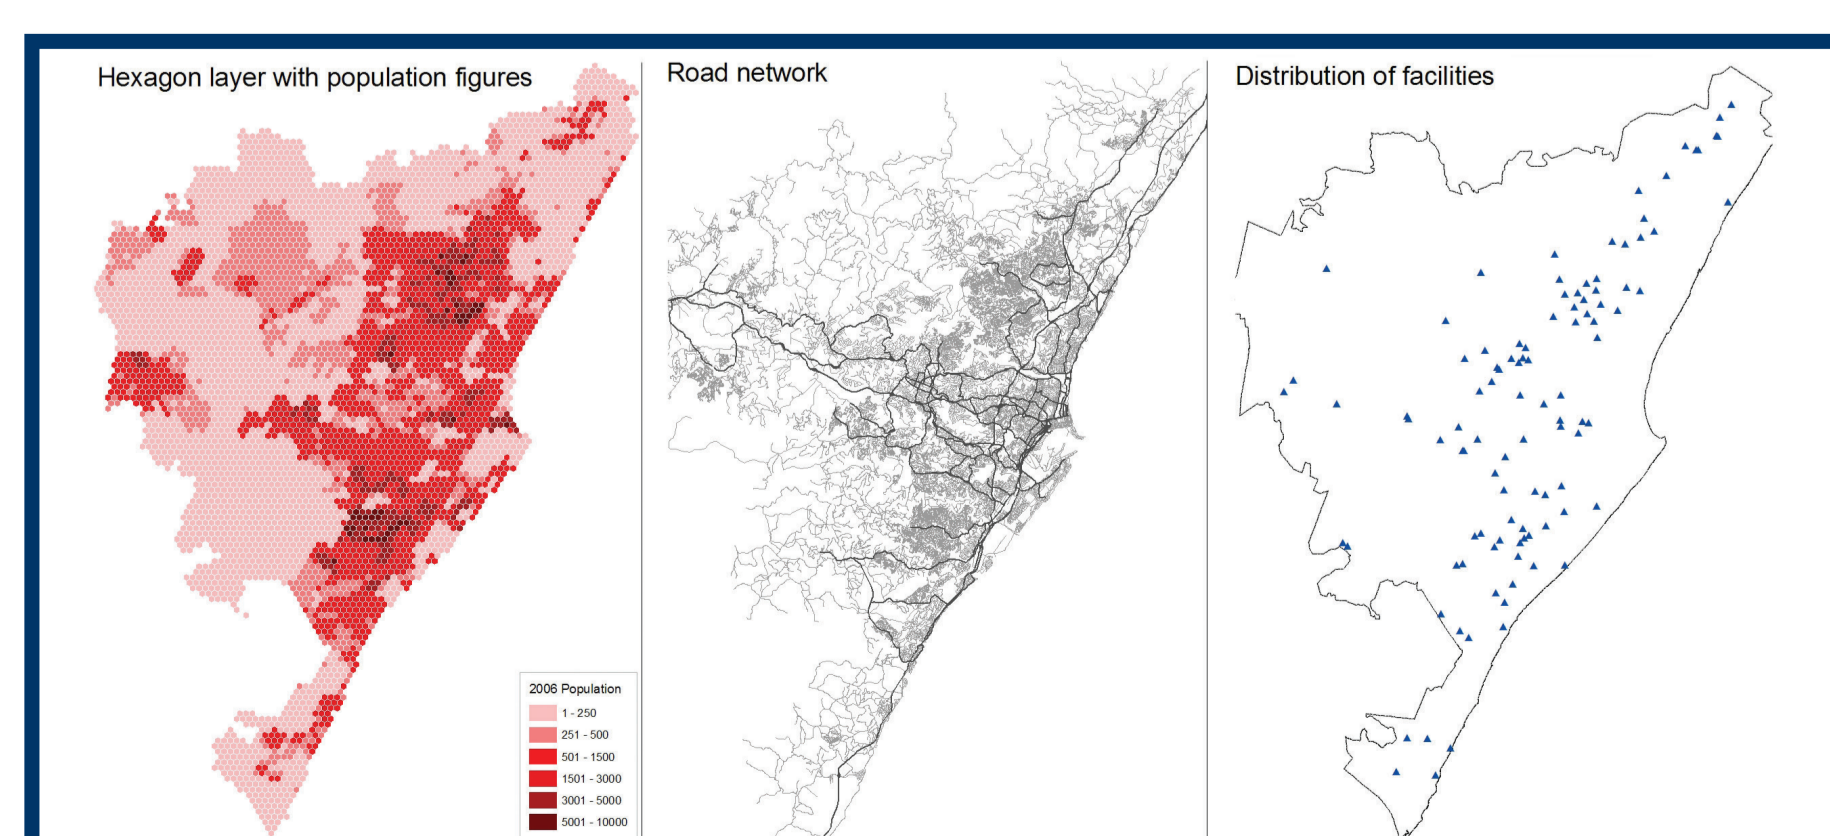 Hexagon layer with population figures
Road network
Distribution of facilities
2006 Population
1 - 250
251 - 500
501 - 1500
1501 - 3000
3001 - 5000
5001 - 10000